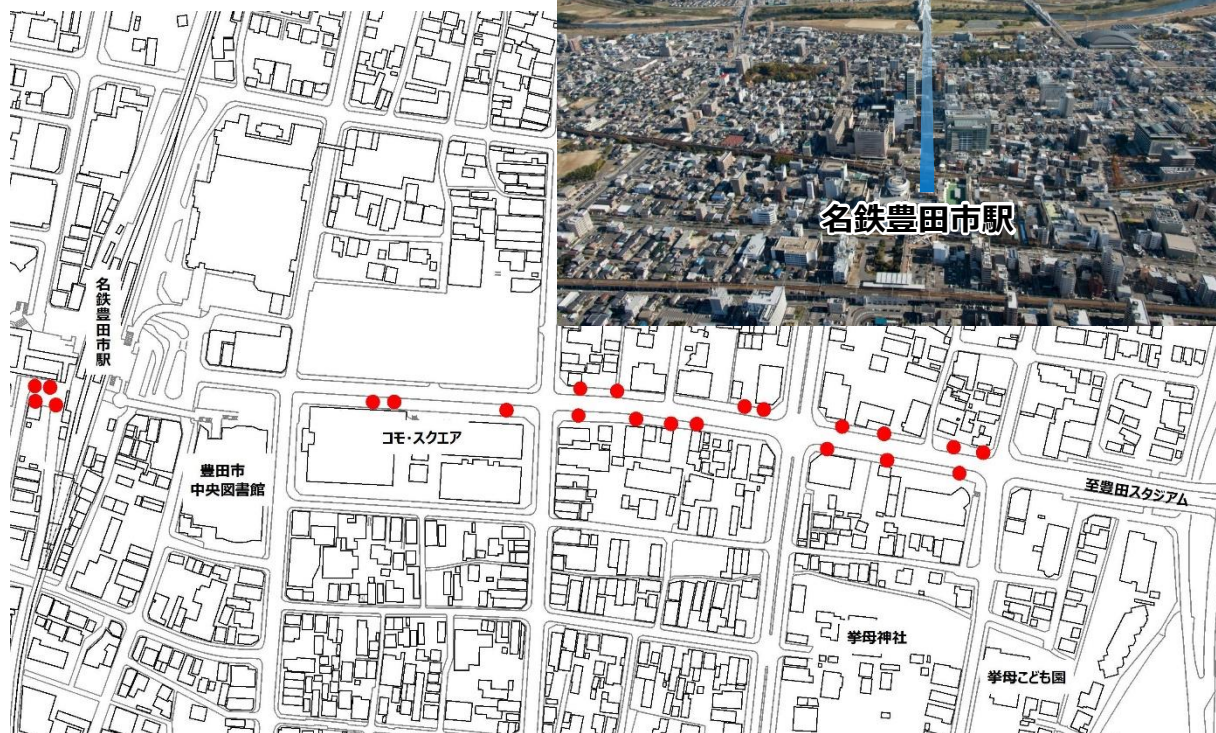 名鉄豊田市駅
名鉄豊田市駅
コモ・スクエア
豊田市
中央図書館
至豊田スタジアム
挙母神社
挙母こども園